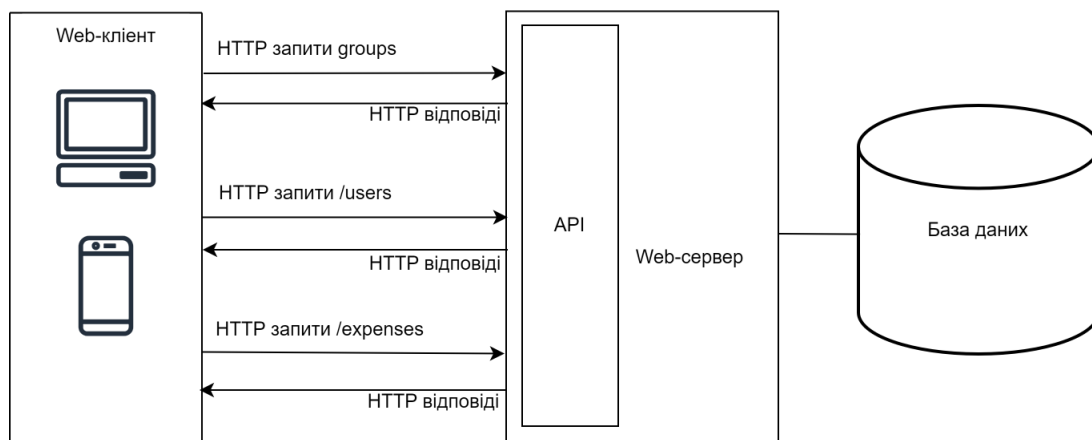 Web-клієнт
HTTP запити groups
HTTP відповіді
HTTP запити /users
HTTP відповіді
HTTP запити /expenses
HTTP відповіді
API
Web-сервер
База даних